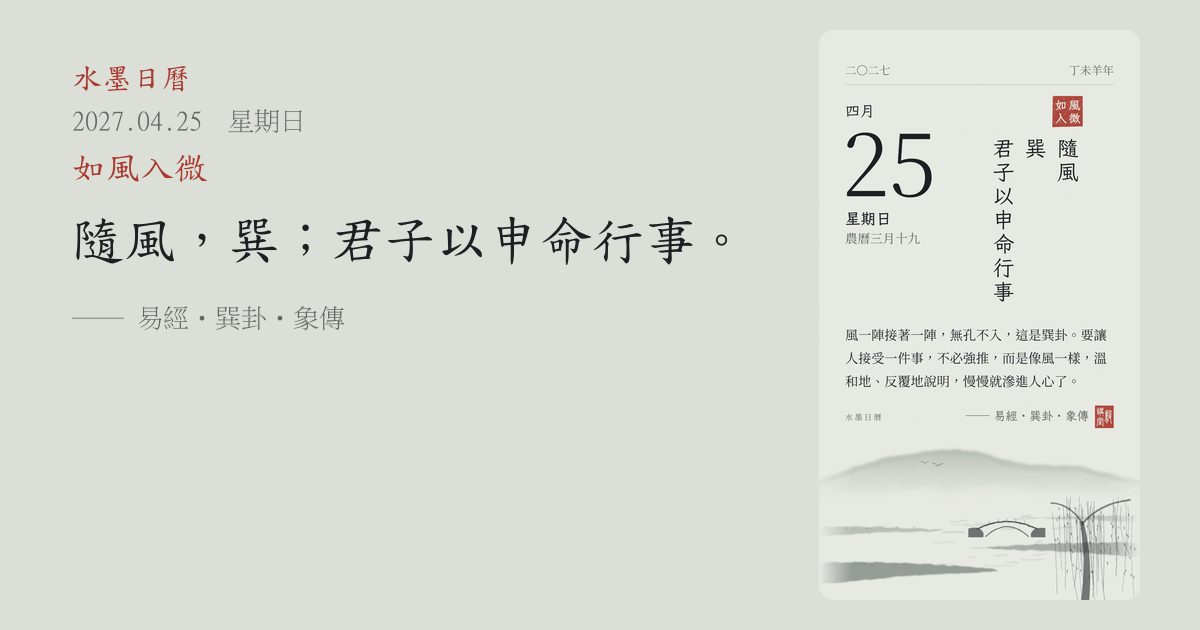 水墨日曆
2027.04.25 星期日
如風入微
隨風，巽；君子以申命行事。
—— 易經・巽卦・象傳
二〇二七
丁未羊年
四月
25
星期日
農曆三月十九
如風入微
隨風
巽
君子以申命行事
風一陣接著一陣，無孔不入，這是巽卦。要讓
人接受一件事，不必強推，而是像風一樣，溫
和地、反覆地說明，慢慢就滲進人心了。
水墨日曆
—— 易經・巽卦・象傳